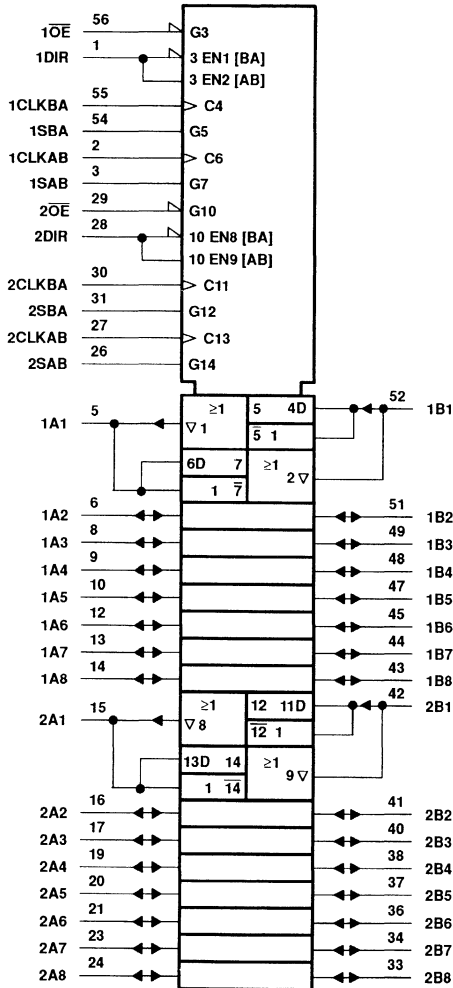 1OE 56 G3
1DIR 1 3 EN1 [BA]
3 EN2 [AB]
1CLKBA 55 C4
1SBA 54 G5
1CLKAB 2 C6
1SAB 3 G7
2OE 29 G10
2DIR 28 10 EN8 [BA]
10 EN9 [AB]
2CLKBA 30 C11
2SBA 31 G12
2CLKAB 27 C13
2SAB 26 G14
1A1 5 ≥1 ▽1 5 4D 52 1B1
5̅ 1
6D 7 ≥1 2▽
1 7̅
1A2 6 51 1B2
1A3 8 49 1B3
1A4 9 48 1B4
1A5 10 47 1B5
1A6 12 45 1B6
1A7 13 44 1B7
1A8 14 43 1B8
2A1 15 ≥1 ▽8 12 11D 42 2B1
1̅2̅ 1
13D 14 ≥1 9▽
1 1̅4̅
2A2 16 41 2B2
2A3 17 40 2B3
2A4 19 38 2B4
2A5 20 37 2B5
2A6 21 36 2B6
2A7 23 34 2B7
2A8 24 33 2B8